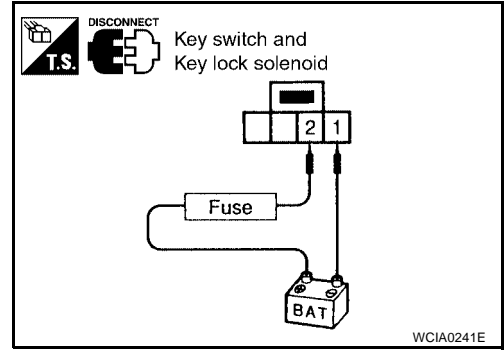 DISCONNECT
T.S.
Key switch and
Key lock solenoid
2 1
Fuse
BAT
WCIA0241E